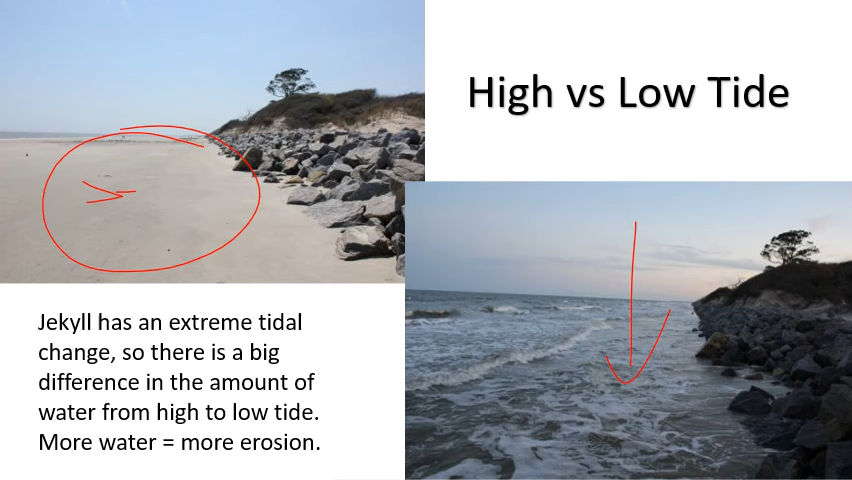 High vs Low Tide
Jekyll has an extreme tidal
change, so there is a big
difference in the amount of
water from high to low tide.
More water = more erosion.